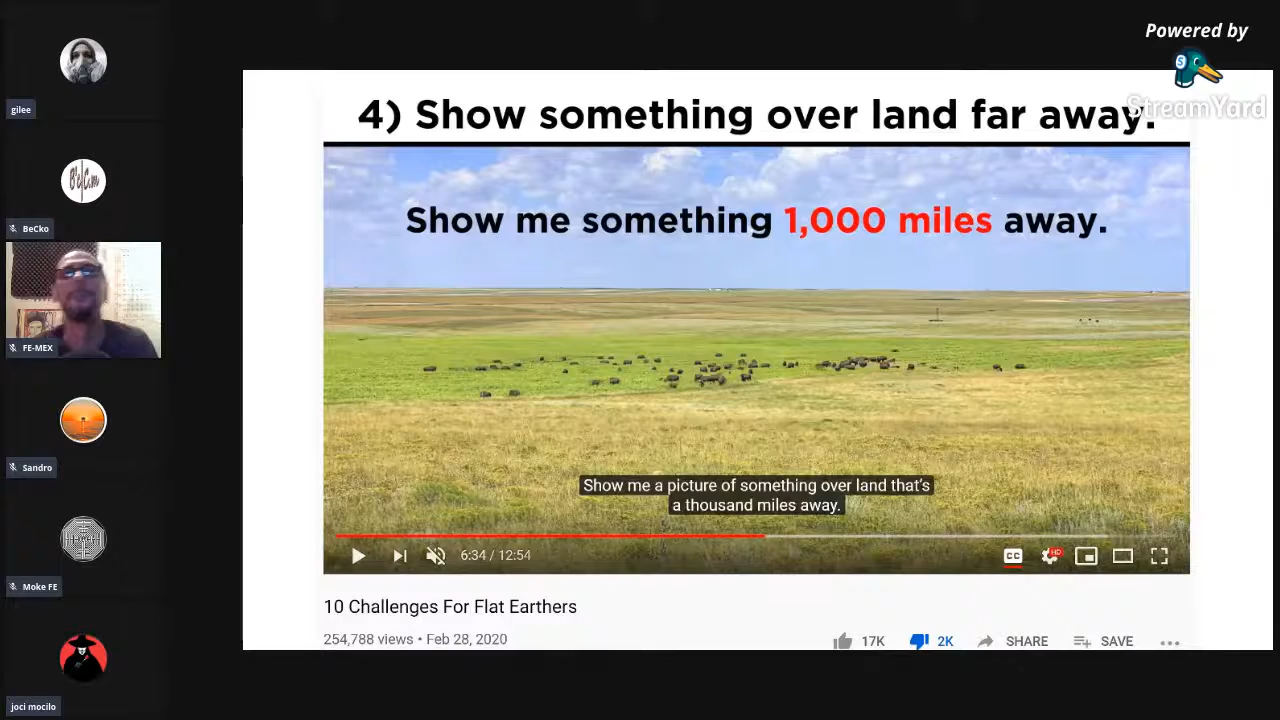 Powered by
StreamYard
gilee
BeCko
FE-MEX
Sandro
Moke FE
joci mocilo
4) Show something over land far away.
Show me something 1,000 miles away.
Show me a picture of something over land that's
a thousand miles away.
6:34 / 12:54
CC
HD
10 Challenges For Flat Earthers
254,788 views • Feb 28, 2020
17K
2K
SHARE
SAVE